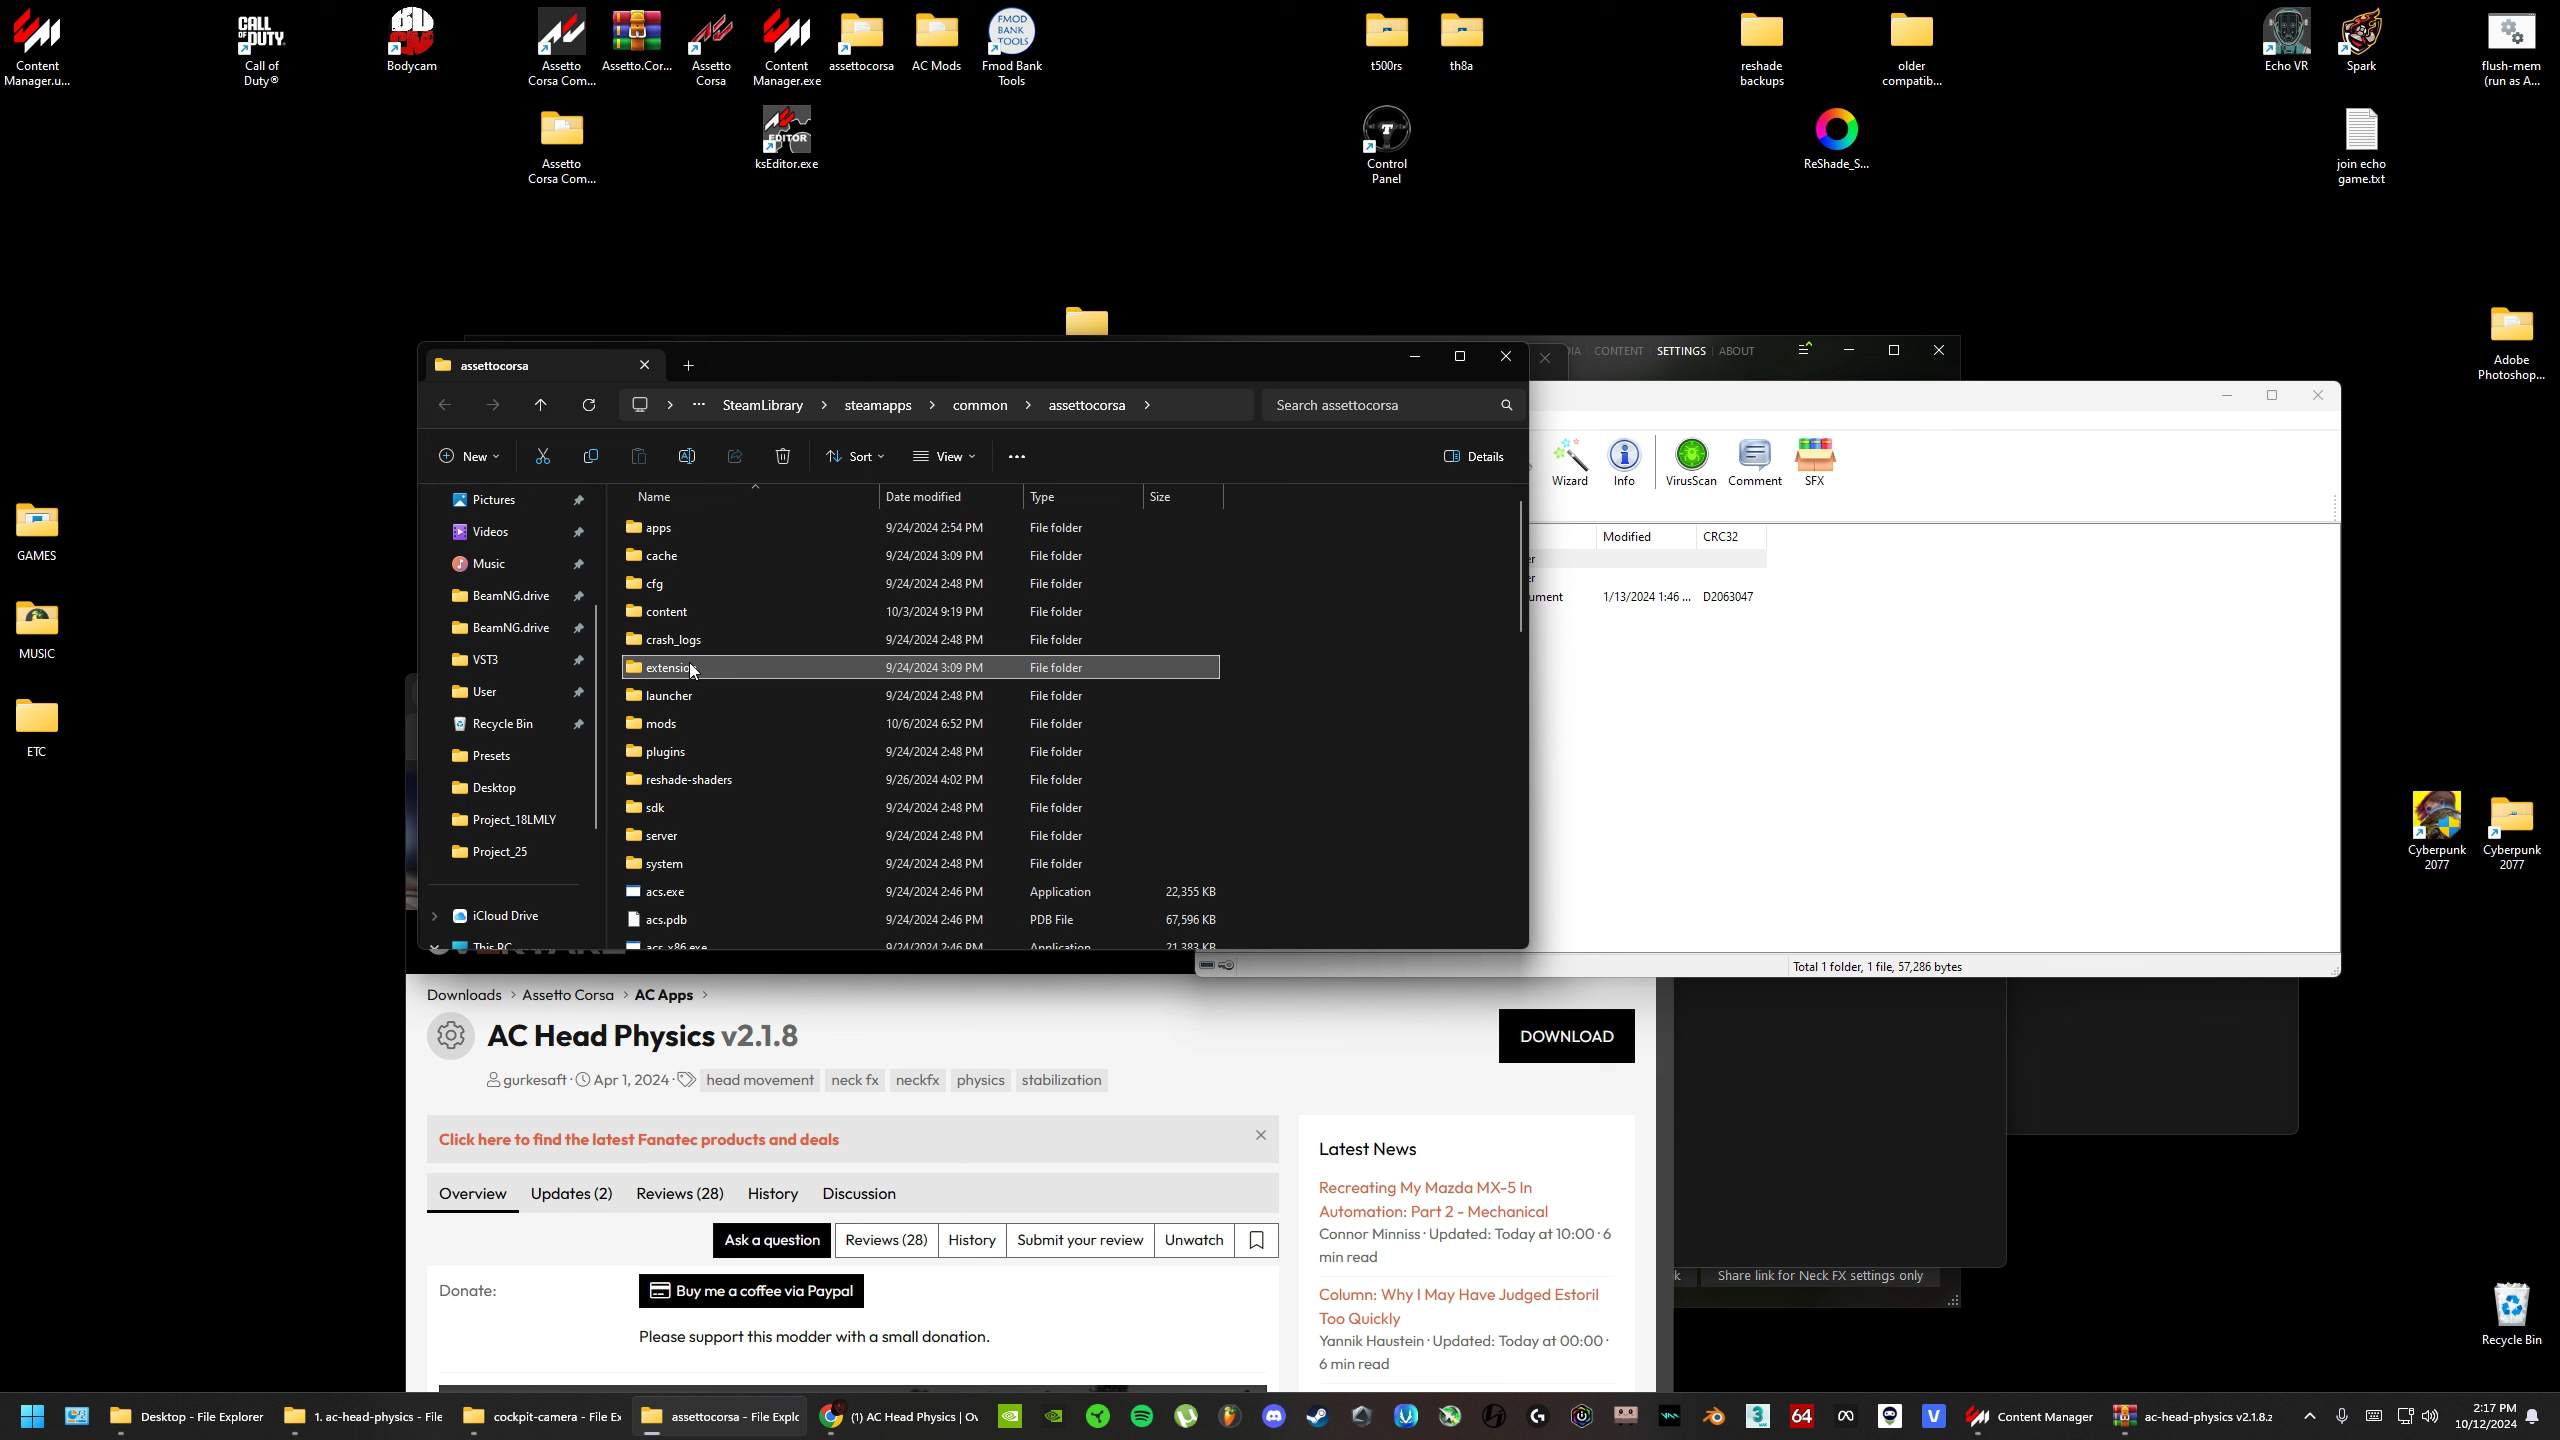 Content
Manager.u...
Call of
Duty®
Bodycam
Assetto
Corsa Com...
Assetto.Cor...
Assetto
Corsa
Content
Manager.exe
assettocorsa
AC Mods
FMOD
BANK
TOOLS
Fmod Bank
Tools
t500rs
th8a
reshade
backups
older
compatib...
Echo VR
Spark
flush-mem
(run as A...
Assetto
Corsa Com...
EDITOR
ksEditor.exe
Control
Panel
ReShade_S...
join echo
game.txt
Adobe
Photoshop...
GAMES
MUSIC
ETC
Cyberpunk
2077
Cyberpunk
2077
Recycle Bin
assettocorsa
CONTENT SETTINGS ABOUT
SteamLibrary steamapps common assettocorsa
Search assettocorsa
New
Sort
View
Details
Pictures
Videos
Music
BeamNG.drive
BeamNG.drive
VST3
User
Recycle Bin
Presets
Desktop
Project_18LMLY
Project_25
iCloud Drive
This PC
Name Date modified Type Size
apps 9/24/2024 2:54 PM File folder
cache 9/24/2024 3:09 PM File folder
cfg 9/24/2024 2:48 PM File folder
content 10/3/2024 9:19 PM File folder
crash_logs 9/24/2024 2:48 PM File folder
extension 9/24/2024 3:09 PM File folder
launcher 9/24/2024 2:48 PM File folder
mods 10/6/2024 6:52 PM File folder
plugins 9/24/2024 2:48 PM File folder
reshade-shaders 9/26/2024 4:02 PM File folder
sdk 9/24/2024 2:48 PM File folder
server 9/24/2024 2:48 PM File folder
system 9/24/2024 2:48 PM File folder
acs.exe 9/24/2024 2:46 PM Application 22,355 KB
acs.pdb 9/24/2024 2:46 PM PDB File 67,596 KB
acs_x86.exe 9/24/2024 2:46 PM Application 21,383 KB
Wizard Info VirusScan Comment SFX
Modified CRC32
1/13/2024 1:46 ... D2063047
Total 1 folder, 1 file, 57,286 bytes
Share link for Neck FX settings only
Downloads > Assetto Corsa > AC Apps >
AC Head Physics v2.1.8
DOWNLOAD
gurkesaft · Apr 1, 2024 · head movement neck fx neckfx physics stabilization
Click here to find the latest Fanatec products and deals
Overview Updates (2) Reviews (28) History Discussion
Ask a question Reviews (28) History Submit your review Unwatch
Donate:
Buy me a coffee via Paypal
Please support this modder with a small donation.
Latest News
Recreating My Mazda MX-5 In
Automation: Part 2 - Mechanical
Connor Minniss · Updated: Today at 10:00 · 6
min read
Column: Why I May Have Judged Estoril
Too Quickly
Yannik Haustein · Updated: Today at 00:00 ·
6 min read
Desktop - File Explorer
1. ac-head-physics - File
cockpit-camera - File Ex
assettocorsa - File Explo
(1) AC Head Physics | Ov
64
Content Manager
ac-head-physics v2.1.8.z
2:17 PM
10/12/2024